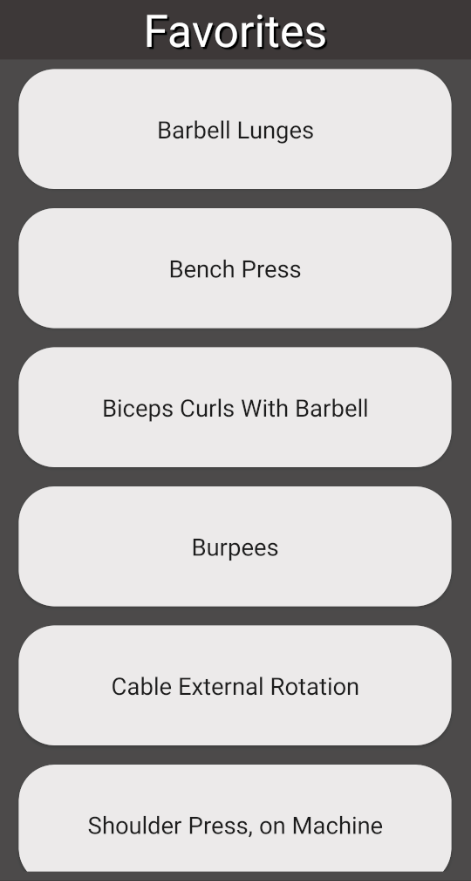 Favorites
Barbell Lunges
Bench Press
Biceps Curls With Barbell
Burpees
Cable External Rotation
Shoulder Press, on Machine